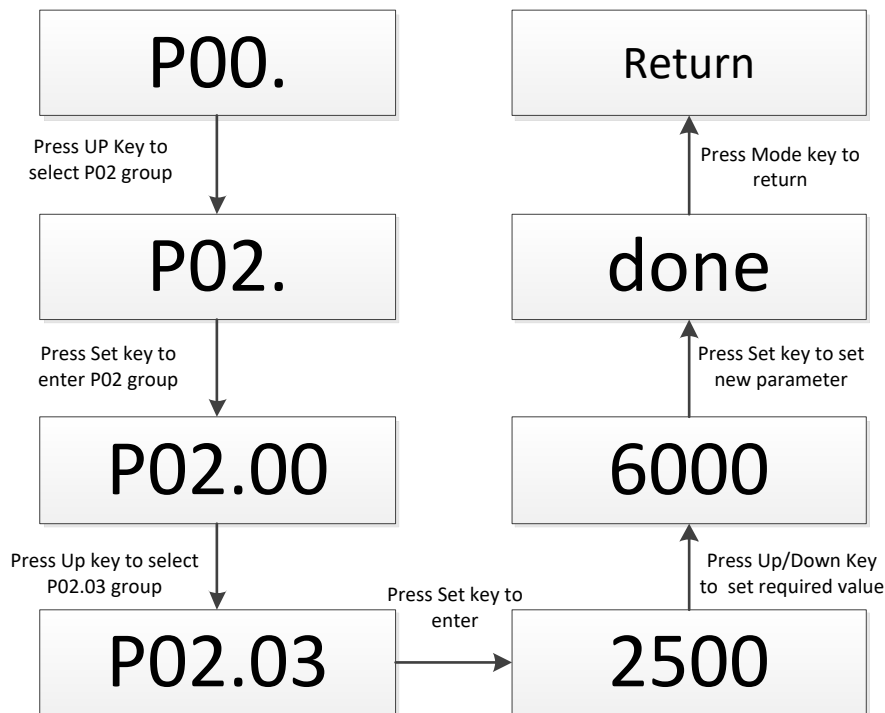 P00.
Press UP Key to
select P02 group
P02.
Press Set key to
enter P02 group
P02.00
Press Up key to select
P02.03 group
P02.03
Press Set key to
enter
2500
Press Up/Down Key
to set required value
6000
Press Set key to set
new parameter
done
Press Mode key to
return
Return